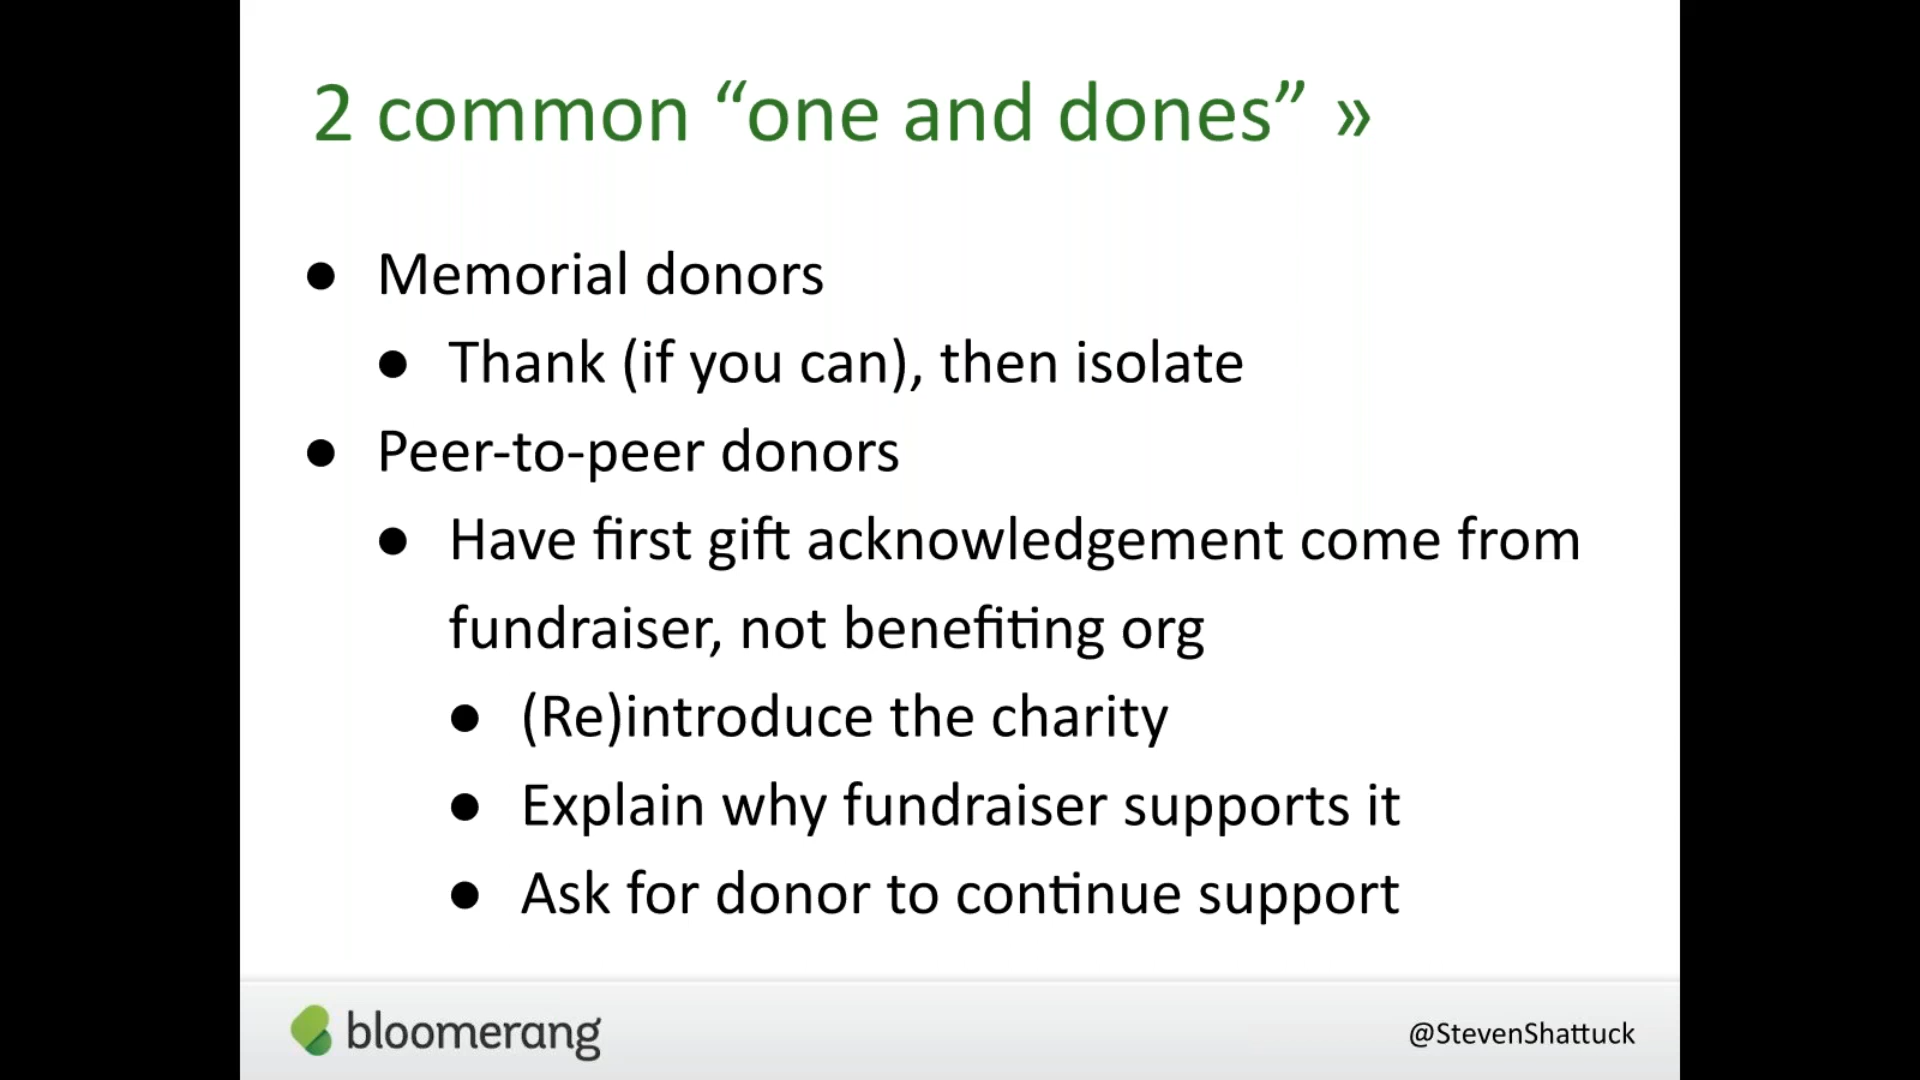 2 common “one and dones” »
● Memorial donors
● Thank (if you can), then isolate
● Peer-to-peer donors
● Have first gift acknowledgement come from
fundraiser, not benefiting org
● (Re)introduce the charity
● Explain why fundraiser supports it
● Ask for donor to continue support
bloomerang
@StevenShattuck